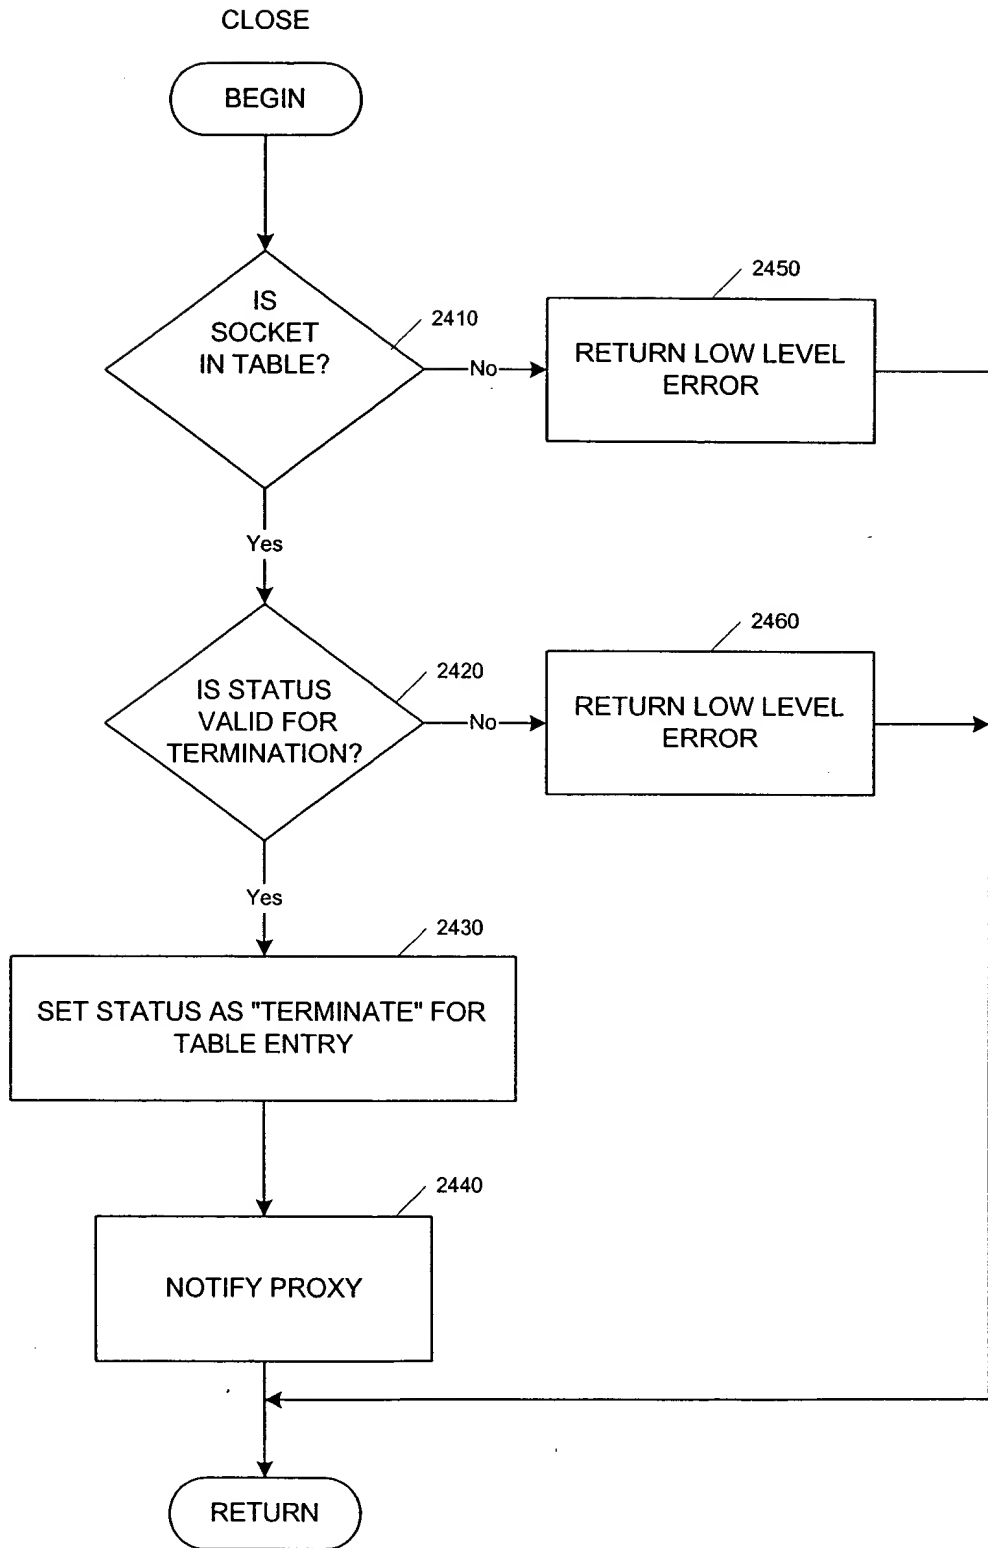 CLOSE
BEGIN
IS
SOCKET
IN TABLE?
2410
No
2450
RETURN LOW LEVEL
ERROR
Yes
IS STATUS
VALID FOR
TERMINATION?
2420
No
2460
RETURN LOW LEVEL
ERROR
Yes
2430
SET STATUS AS "TERMINATE" FOR
TABLE ENTRY
2440
NOTIFY PROXY
RETURN